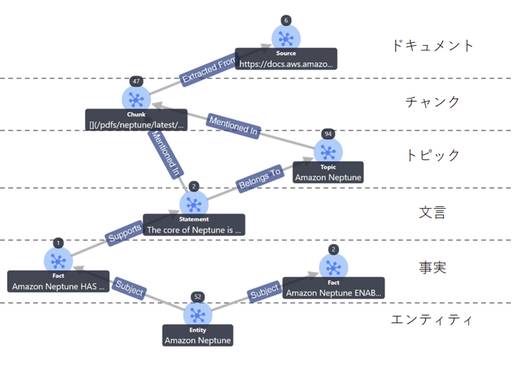 6
Source
https://docs.aws.amazo...
ドキュメント
Extracted From
47
Chunk
[](/pdfs/neptune/latest/...
チャンク
Mentioned In
94
Topic
Amazon Neptune
トピック
Mentioned In
Belongs To
2
Statement
The core of Neptune is ...
文言
Supports
1
Fact
Amazon Neptune HAS ...
2
Fact
Amazon Neptune ENAB...
事実
Subject
Subject
52
Entity
Amazon Neptune
エンティティ